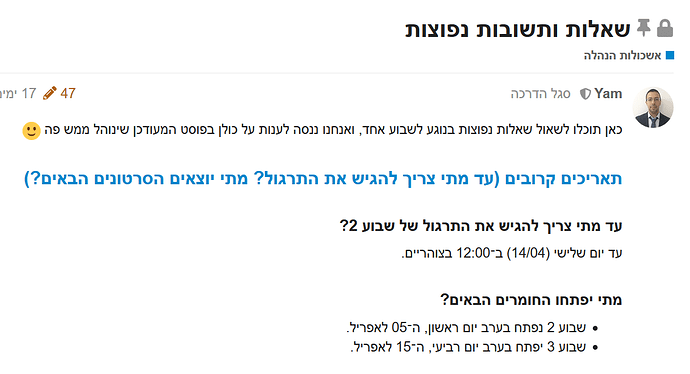 שאלות ותשובות נפוצות
אשכולות הנהלה
Yam סגל הדרכה 47 17
כאן תוכלו לשאול שאלות נפוצות בנוגע לשבוע אחד, ואנחנו ננסה לענות על כולן בפוסט המעודכן שינוהל ממש פה
תאריכים קרובים (עד מתי צריך להגיש את התרגול? מתי יוצאים הסרטונים הבאים?)
עד מתי צריך להגיש את התרגול של שבוע 2?
עד יום שלישי (14/04) ב־12:00 בצוהריים.
מתי יפתחו החומרים הבאים?
שבוע 2 נפתח בערב יום ראשון, ה־05 לאפריל.
שבוע 3 יפתח בערב יום רביעי, ה־15 לאפריל.